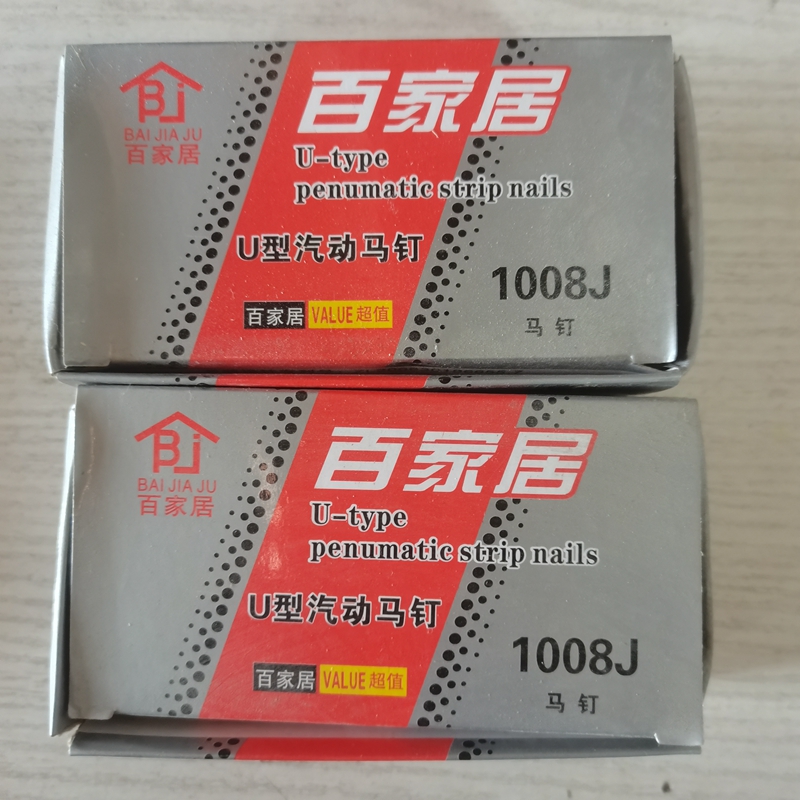 BJ
BAI JIA JU
百家居
百家居
U-type
penumatic strip nails
U型汽动马钉
百家居 VALUE 超值
1008J
马钉
BJ
BAI JIA JU
百家居
百家居
U-type
penumatic strip nails
U型汽动马钉
百家居 VALUE 超值
1008J
马钉